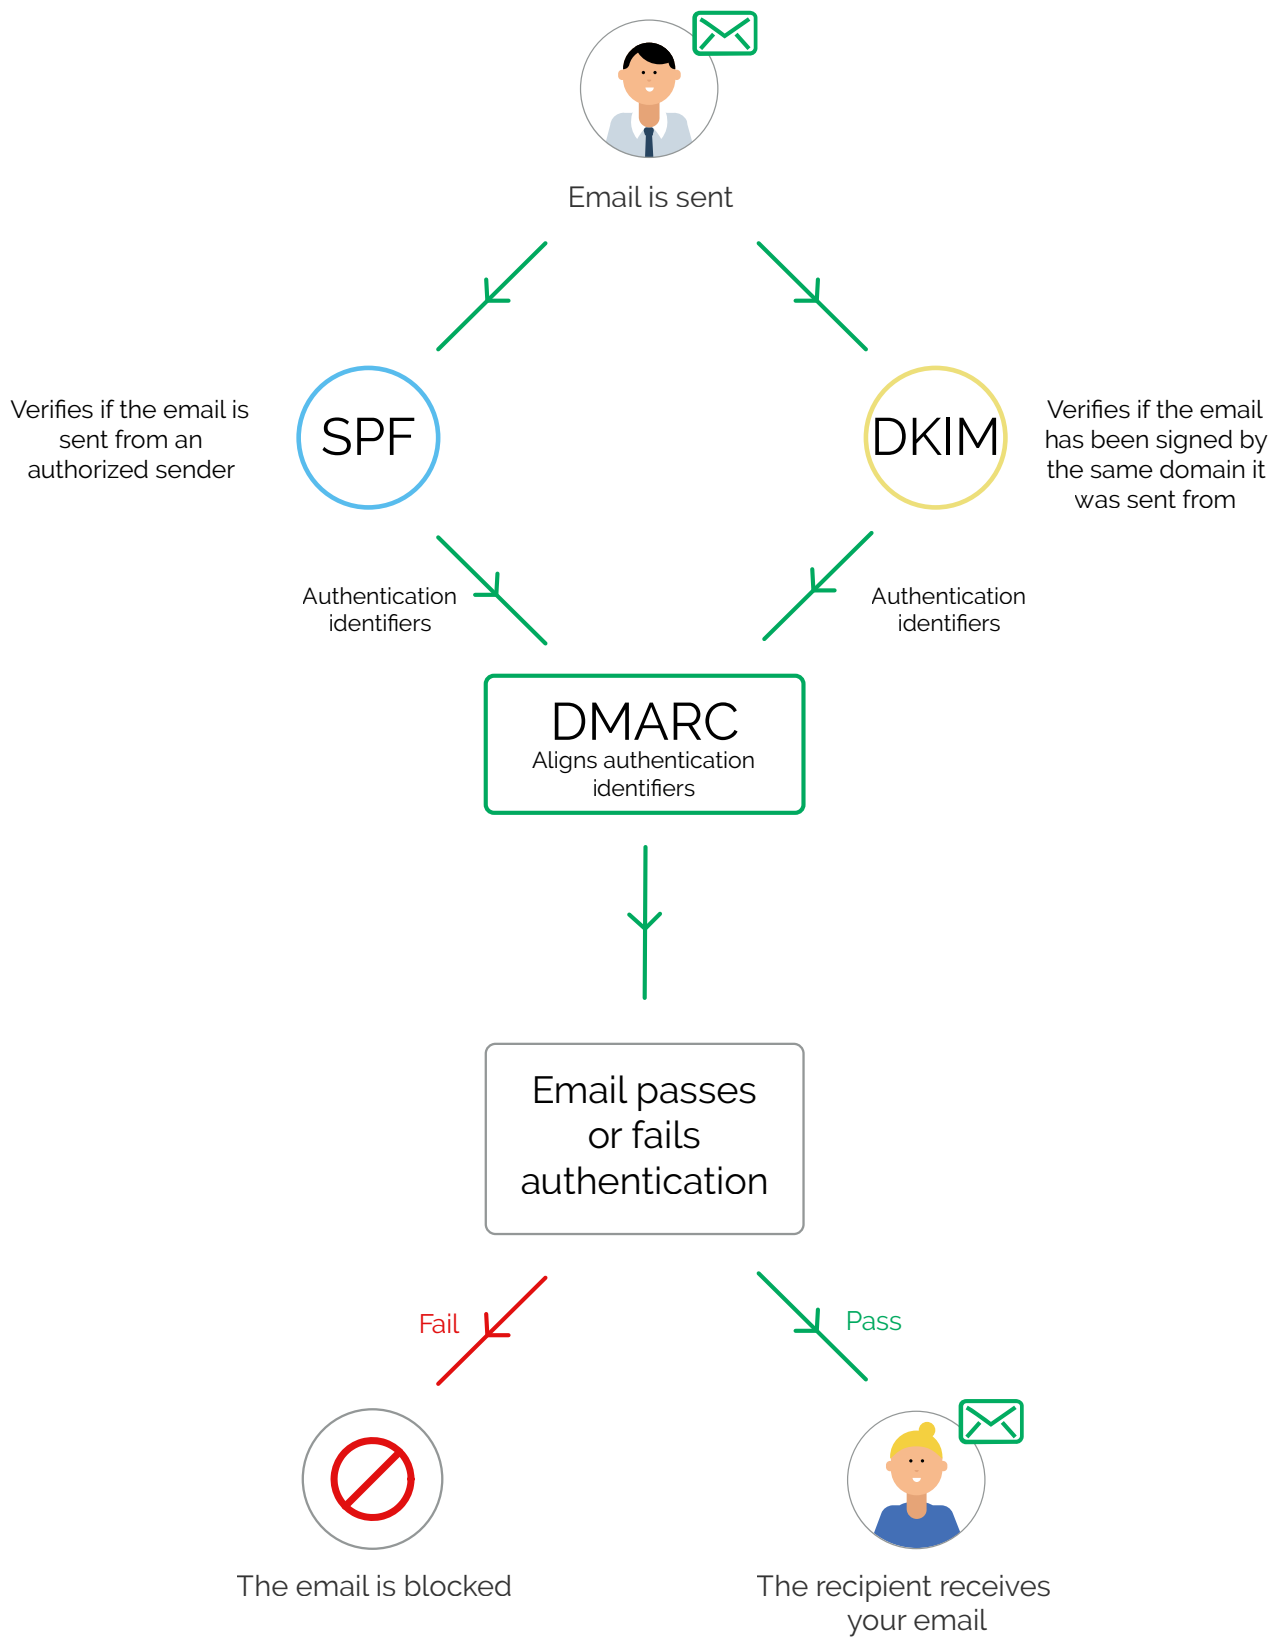 Email is sent
Verifies if the email is
sent from an
authorized sender
SPF
DKIM
Verifies if the email
has been signed by
the same domain it
was sent from
Authentication
identifiers
Authentication
identifiers
DMARC
Aligns authentication
identifiers
Email passes
or fails
authentication
Fail
Pass
The email is blocked
The recipient receives
your email